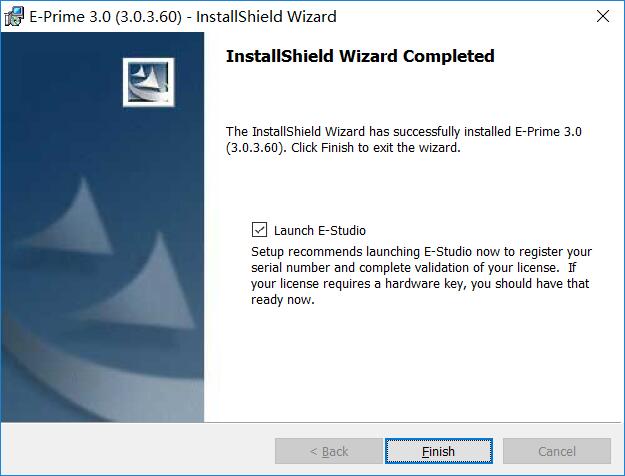 E-Prime 3.0 (3.0.3.60) - InstallShield Wizard
InstallShield Wizard Completed
The InstallShield Wizard has successfully installed E-Prime 3.0
(3.0.3.60). Click Finish to exit the wizard.
Launch E-Studio
Setup recommends launching E-Studio now to register your
serial number and complete validation of your license.  If
your license requires a hardware key, you should have that
ready now.
< Back
Finish
Cancel